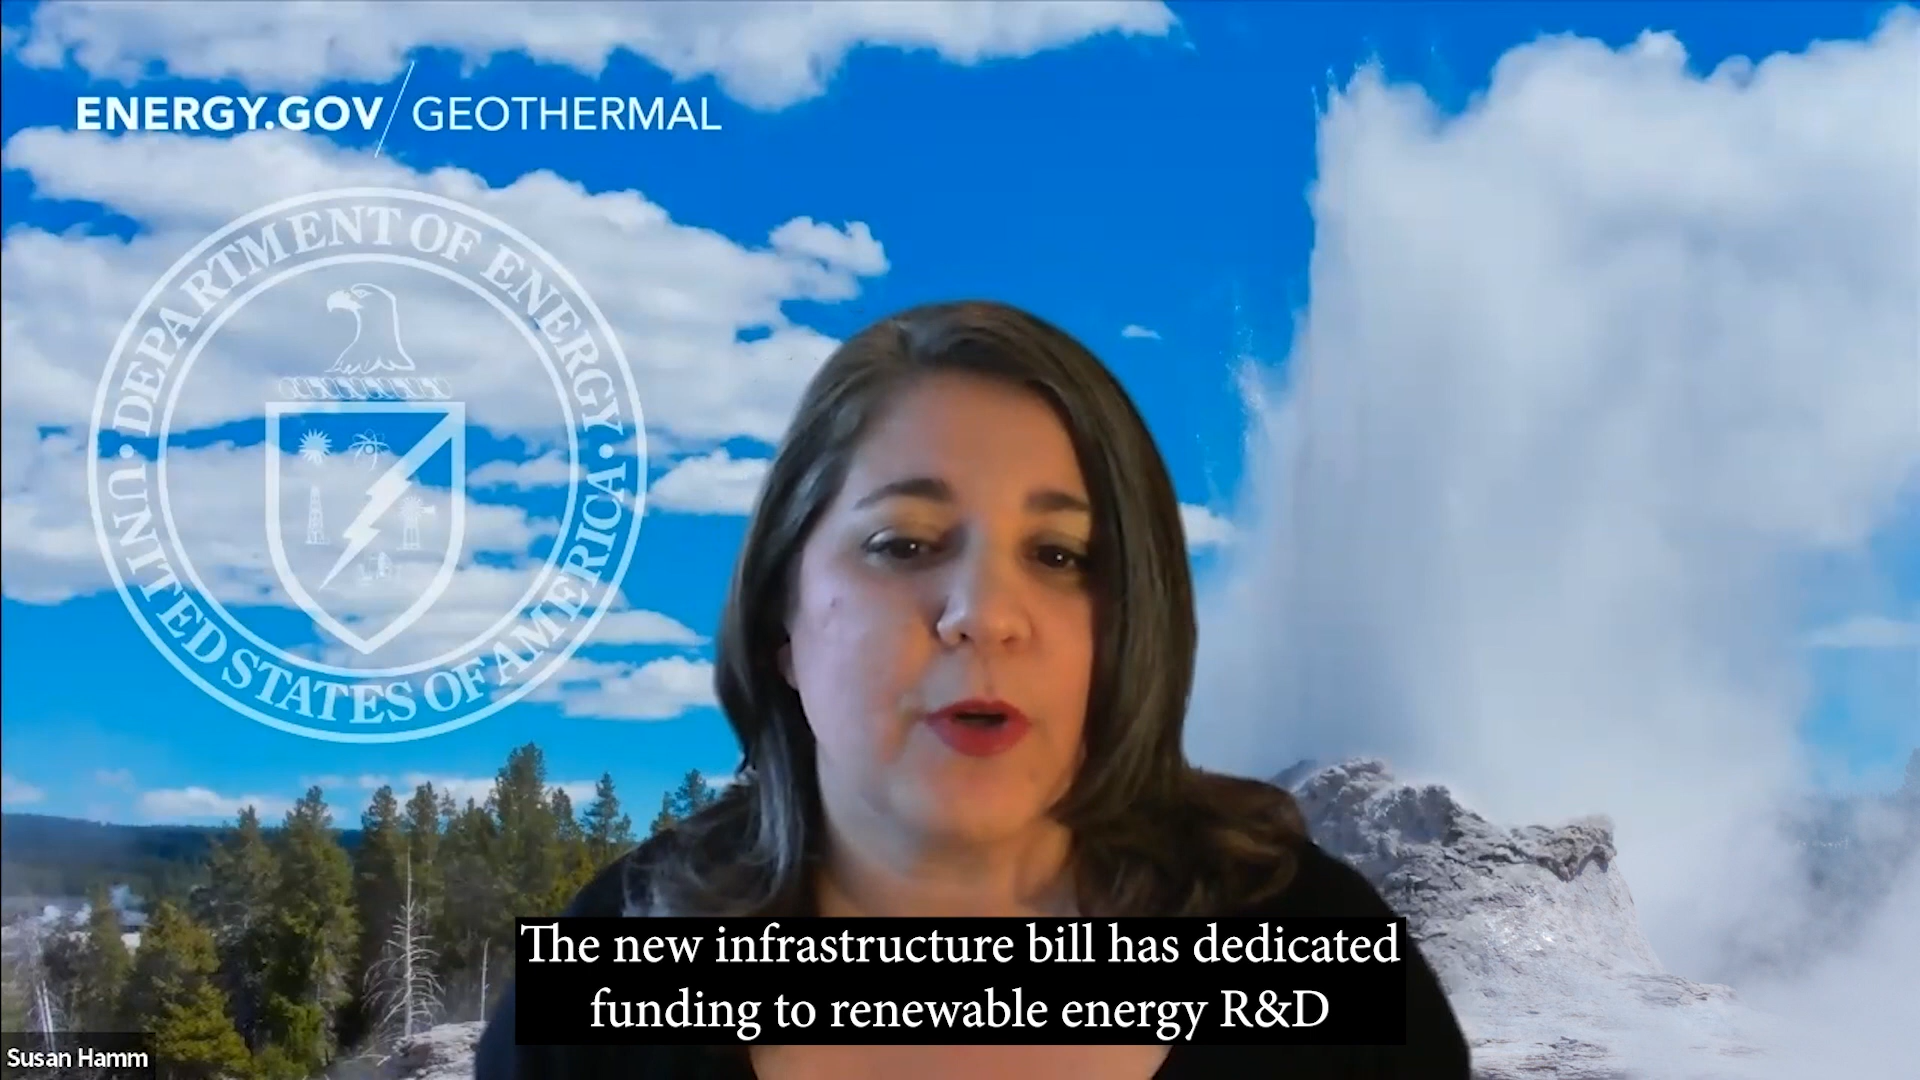 ENERGY.GOV/GEOTHERMAL
DEPARTMENT OF ENERGY
UNITED STATES OF AMERICA
The new infrastructure bill has dedicated
funding to renewable energy R&D
Susan Hamm